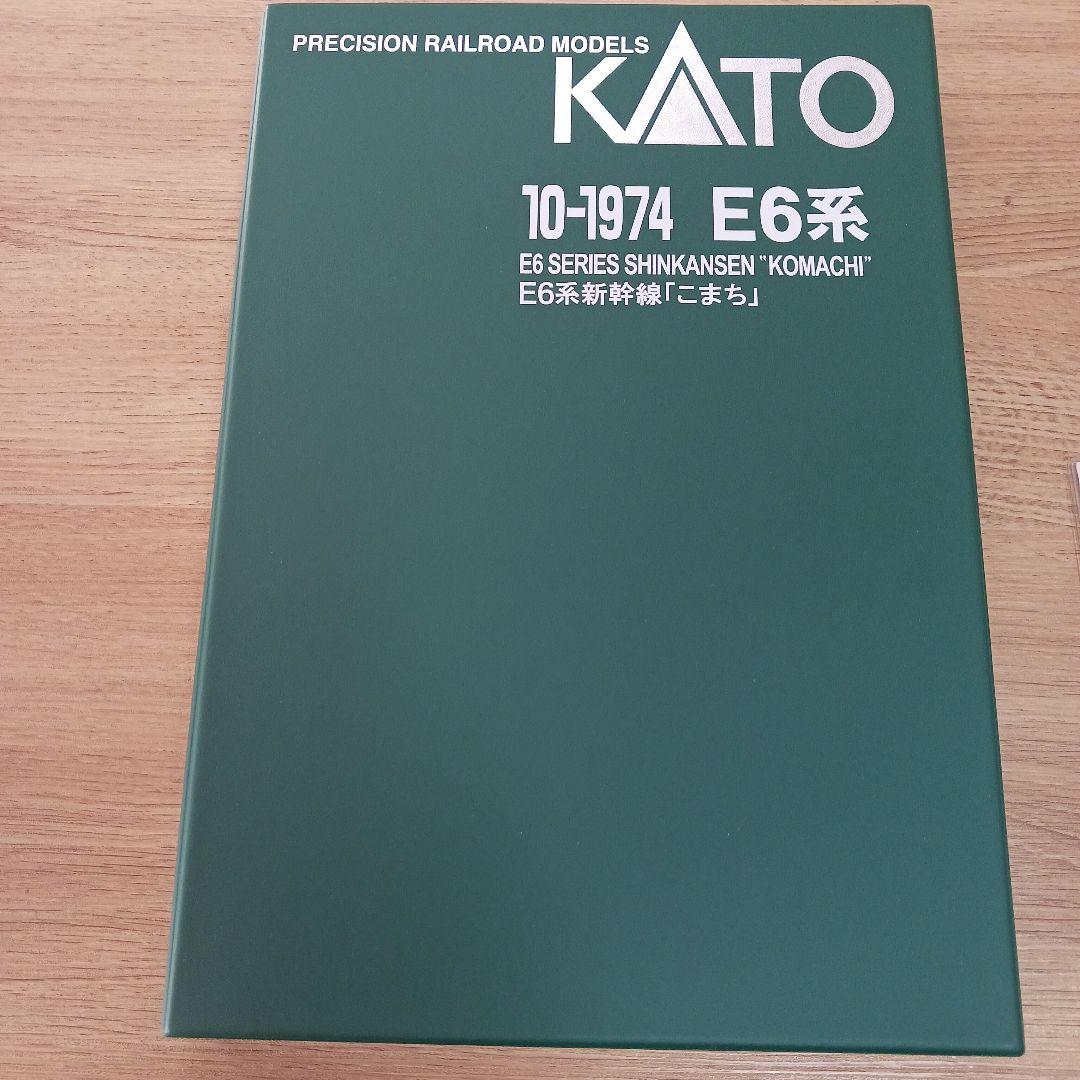 PRECISION RAILROAD MODELS
KATO
10-1974 E6系
E6 SERIES SHINKANSEN "KOMACHI"
E6系新幹線「こまち」